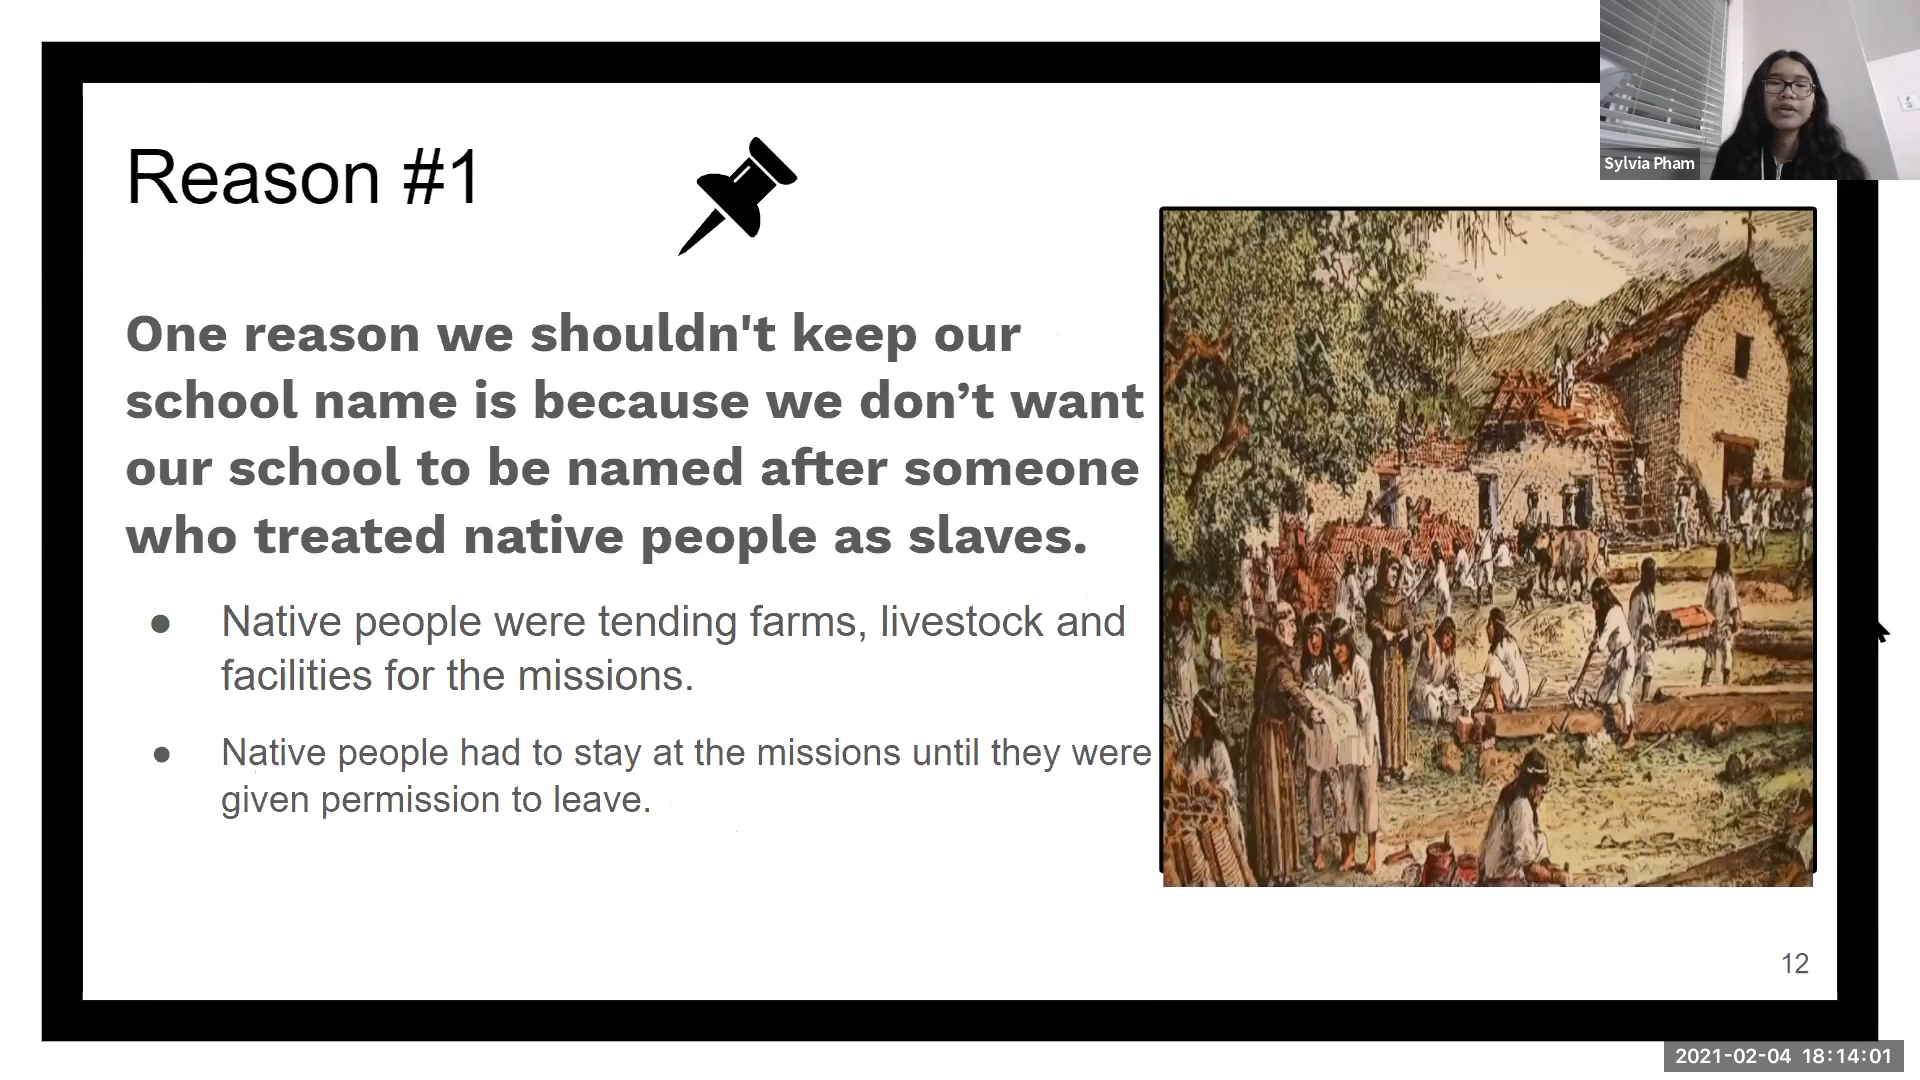 Sylvia Pham
Reason #1
One reason we shouldn't keep our
school name is because we don’t want
our school to be named after someone
who treated native people as slaves.
● Native people were tending farms, livestock and
facilities for the missions.
● Native people had to stay at the missions until they were
given permission to leave.
12
2021-02-04 18:14:01